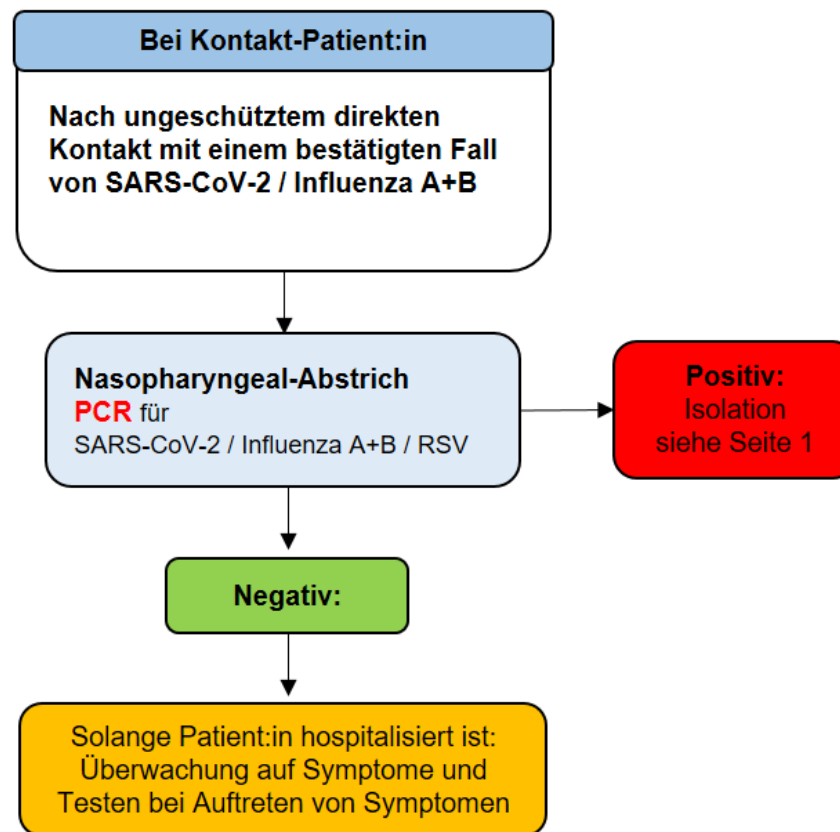 Bei Kontakt-Patient:in
Nach ungeschütztem direkten
Kontakt mit einem bestätigten Fall
von SARS-CoV-2 / Influenza A+B
Nasopharyngeal-Abstrich
PCR für
SARS-CoV-2 / Influenza A+B / RSV
Positiv:
Isolation
siehe Seite 1
Negativ:
Solange Patient:in hospitalisiert ist:
Überwachung auf Symptome und
Testen bei Auftreten von Symptomen